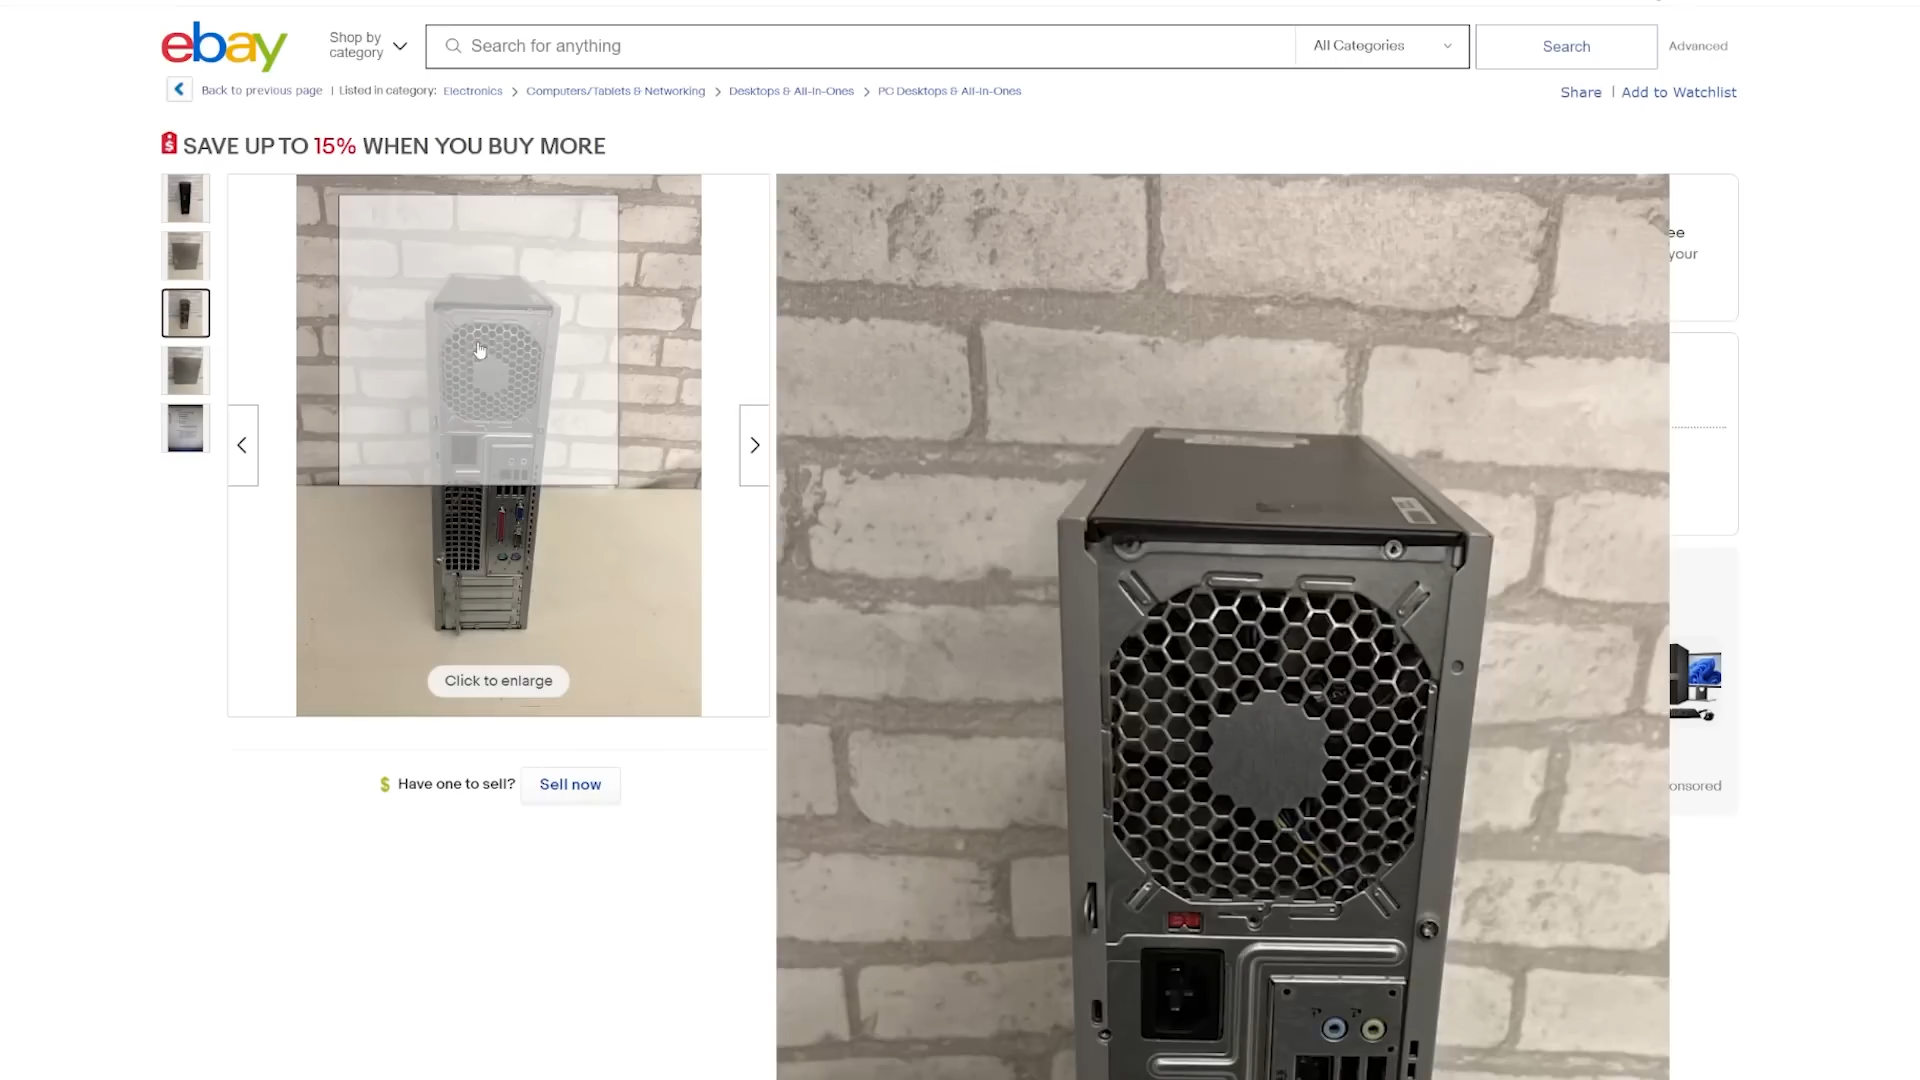 ebay
Shop by
category
Search for anything
All Categories
Search
Advanced
Back to previous page | Listed in category: Electronics > Computers/Tablets & Networking > Desktops & All-In-Ones > PC Desktops & All-In-Ones
Share | Add to Watchlist
SAVE UP TO 15% WHEN YOU BUY MORE
ee
your
Click to enlarge
$ Have one to sell?
Sell now
onsored